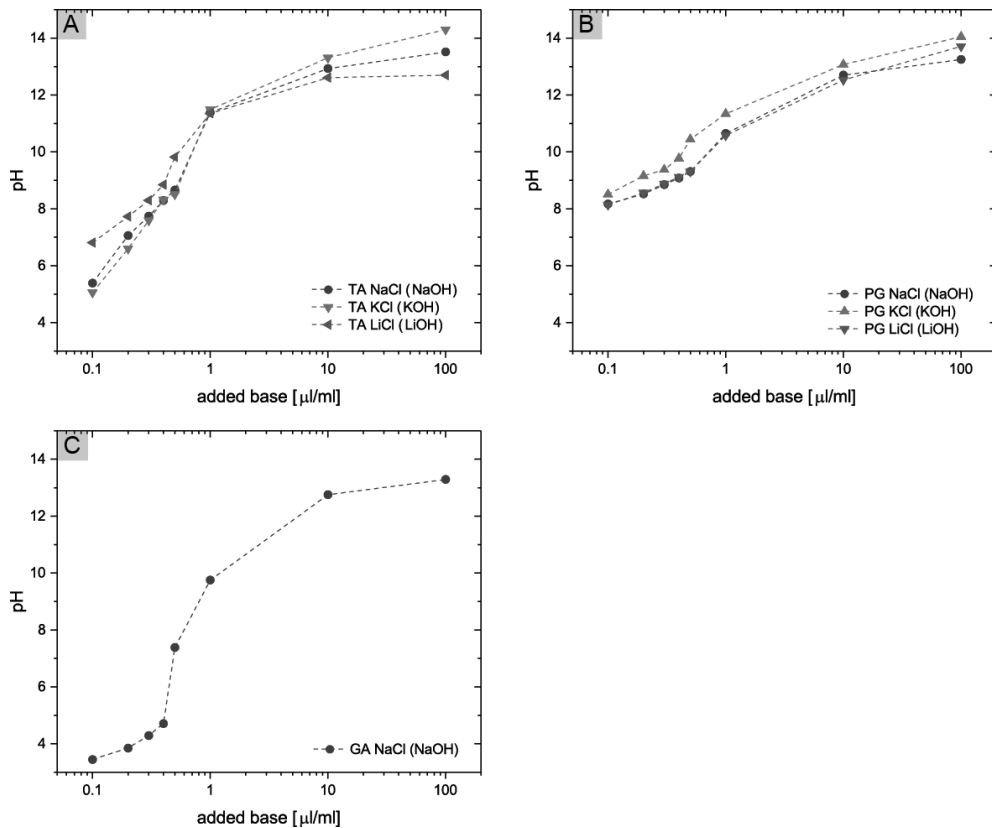 A
14
12
10
8
6
4
pH
TA NaCl (NaOH)
TA KCl (KOH)
TA LiCl (LiOH)
0.1 1 10 100
added base [µl/ml]
B
14
12
10
8
6
4
pH
PG NaCl (NaOH)
PG KCl (KOH)
PG LiCl (LiOH)
0.1 1 10 100
added base [µl/ml]
C
14
12
10
8
6
4
pH
GA NaCl (NaOH)
0.1 1 10 100
added base [µl/ml]